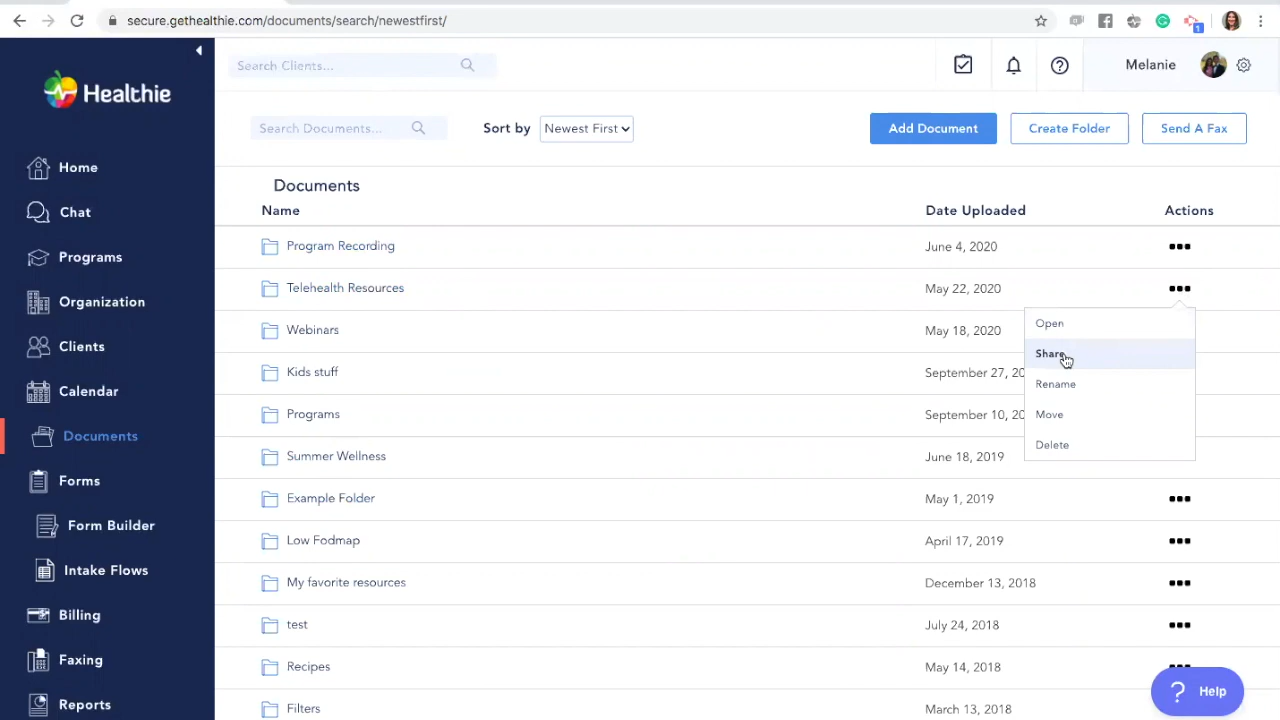 secure.gethealthie.com/documents/search/newestfirst/
1
Healthie
Search Clients...
Melanie
Home
Chat
Programs
Organization
Clients
Calendar
Documents
Forms
Form Builder
Intake Flows
Billing
Faxing
Reports
Search Documents...
Sort by
Newest First
Add Document
Create Folder
Send A Fax
Documents
Name Date Uploaded Actions
Program Recording June 4, 2020
Telehealth Resources May 22, 2020
Webinars May 18, 2020
Kids stuff September 27, 20
Programs September 10, 20
Summer Wellness June 18, 2019
Example Folder May 1, 2019
Low Fodmap April 17, 2019
My favorite resources December 13, 2018
test July 24, 2018
Recipes May 14, 2018
Filters March 13, 2018
Open
Share
Rename
Move
Delete
? Help